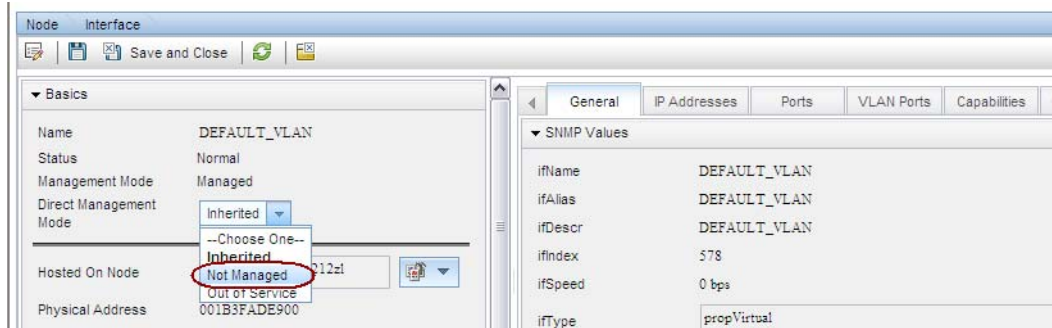 Node Interface
Save and Close
Basics
Name DEFAULT_VLAN
Status Normal
Management Mode Managed
Direct Management Mode Inherited
--Choose One--
Inherited
Not Managed
Out of Service
Hosted On Node 212zl
Physical Address 001B3FADE900
General IP Addresses Ports VLAN Ports Capabilities
SNMP Values
ifName DEFAULT_VLAN
ifAlias DEFAULT_VLAN
ifDescr DEFAULT_VLAN
ifIndex 578
ifSpeed 0 bps
ifType propVirtual